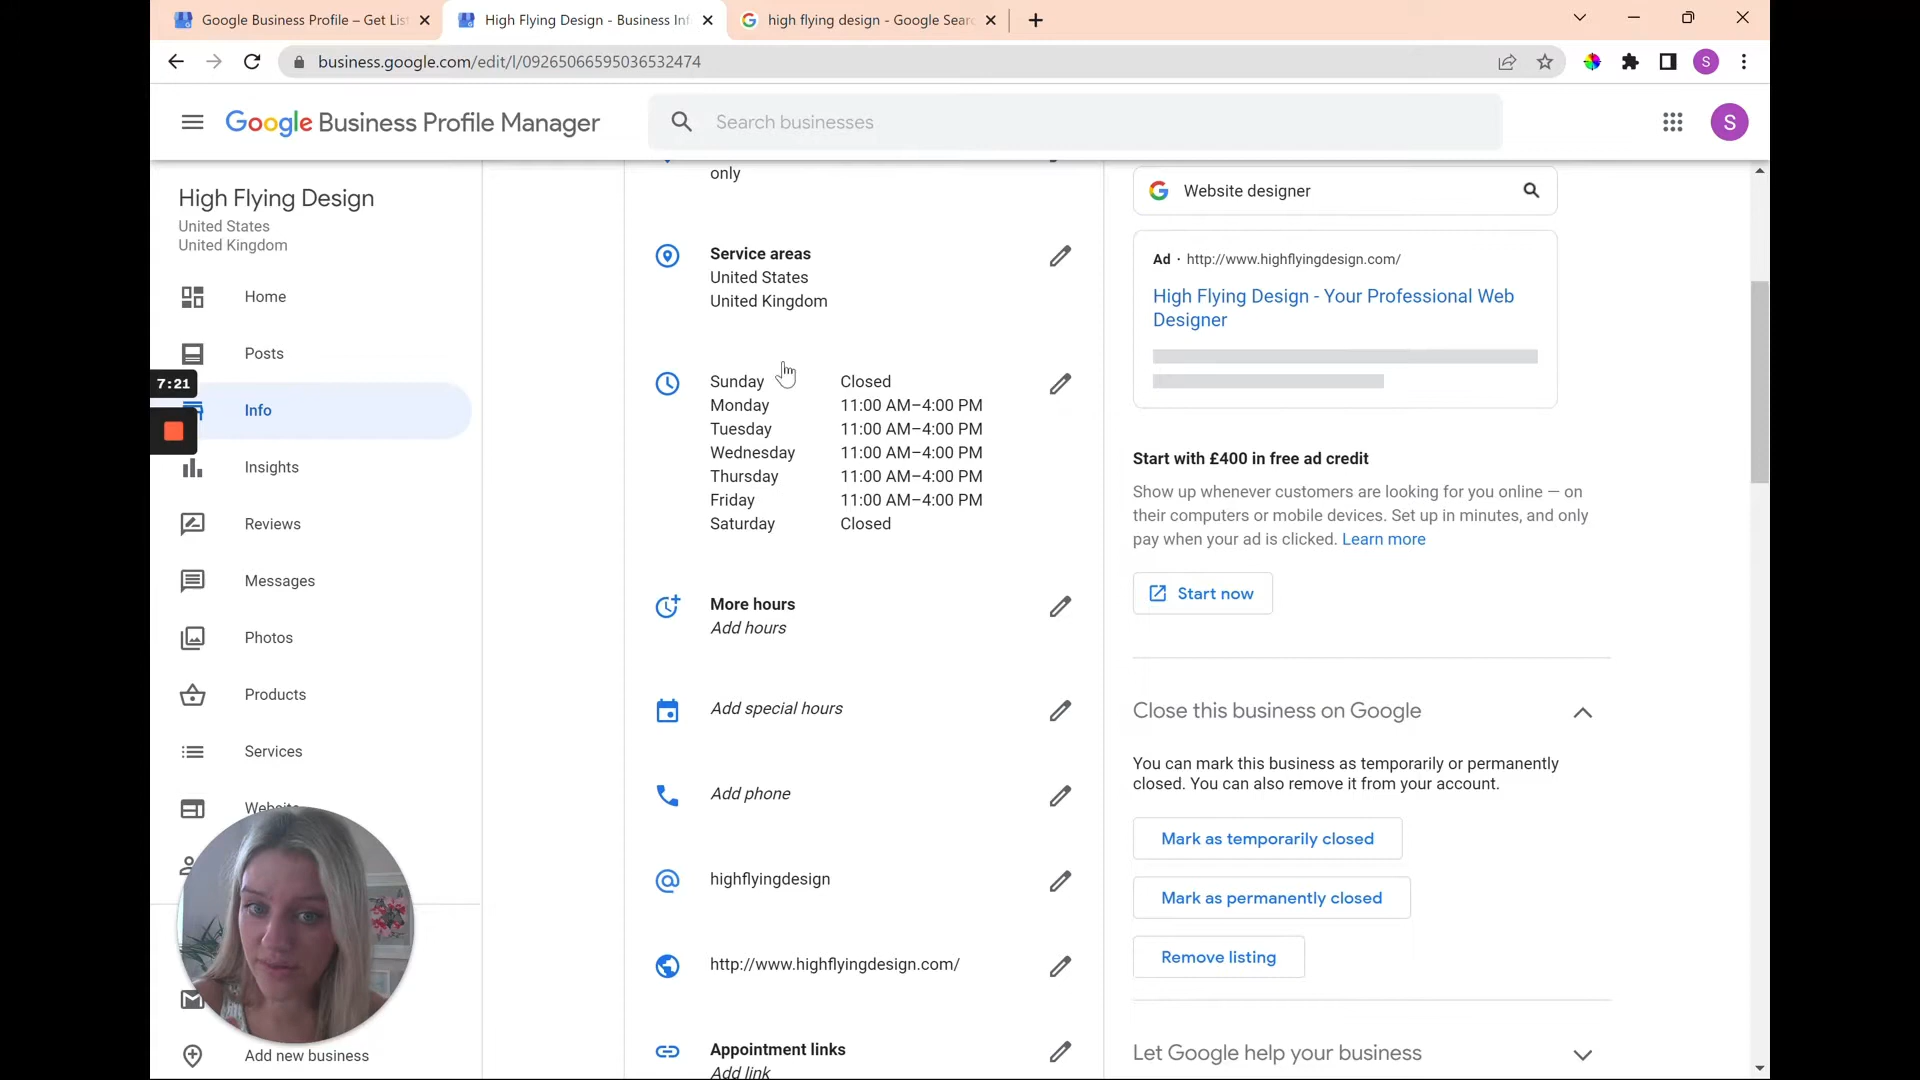 Google Business Profile – Get List
High Flying Design - Business Inf
high flying design - Google Searc
business.google.com/edit/l/09265066595036532474
S
Google Business Profile Manager
Search businesses
S
High Flying Design
United States
United Kingdom
Home
Posts
7:21
Info
Insights
Reviews
Messages
Photos
Products
Services
Website
Add new business
only
Service areas
United States
United Kingdom
Sunday Closed
Monday 11:00 AM–4:00 PM
Tuesday 11:00 AM–4:00 PM
Wednesday 11:00 AM–4:00 PM
Thursday 11:00 AM–4:00 PM
Friday 11:00 AM–4:00 PM
Saturday Closed
More hours
Add hours
Add special hours
Add phone
highflyingdesign
http://www.highflyingdesign.com/
Appointment links
Add link
Website designer
Ad · http://www.highflyingdesign.com/
High Flying Design - Your Professional Web
Designer
Start with £400 in free ad credit
Show up whenever customers are looking for you online — on
their computers or mobile devices. Set up in minutes, and only
pay when your ad is clicked. Learn more
Start now
Close this business on Google
You can mark this business as temporarily or permanently
closed. You can also remove it from your account.
Mark as temporarily closed
Mark as permanently closed
Remove listing
Let Google help your business